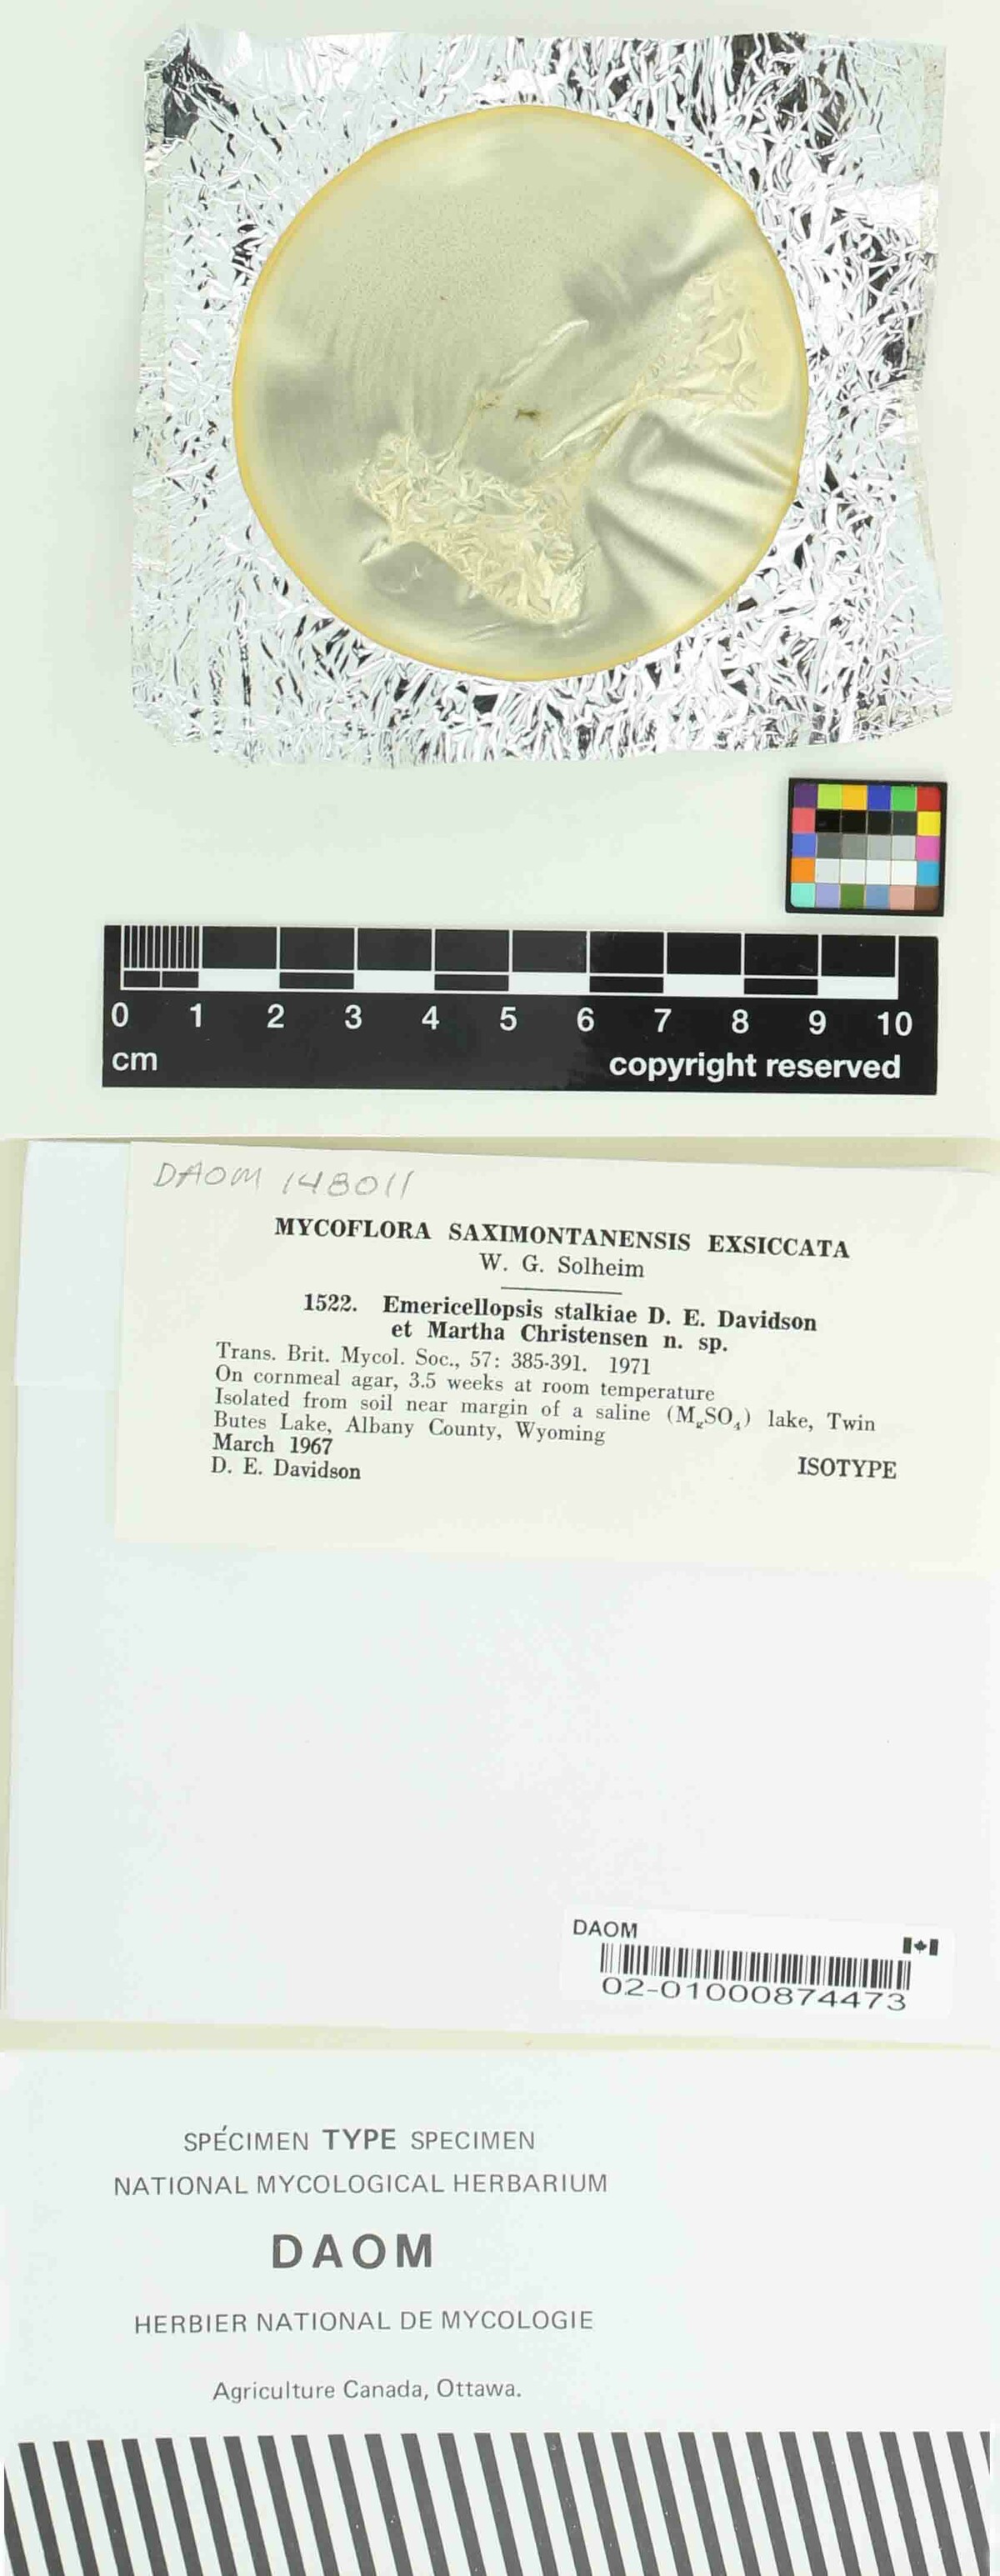 0 1 2 3 4 5 6 7 8 9 10
cm copyright reserved
DAOM 148011
MYCOFLORA SAXIMONTANENSIS EXSICCATA
W. G. Solheim
1522. Emericellopsis stalkiae D. E. Davidson
et Martha Christensen n. sp.
Trans. Brit. Mycol. Soc., 57: 385-391. 1971
On cornmeal agar, 3.5 weeks at room temperature
Isolated from soil near margin of a saline (MgSO4) lake, Twin
Butes Lake, Albany County, Wyoming
March 1967
D. E. Davidson ISOTYPE
DAOM
02-01000874473
SPÉCIMEN TYPE SPECIMEN
NATIONAL MYCOLOGICAL HERBARIUM
DAOM
HERBIER NATIONAL DE MYCOLOGIE
Agriculture Canada, Ottawa.